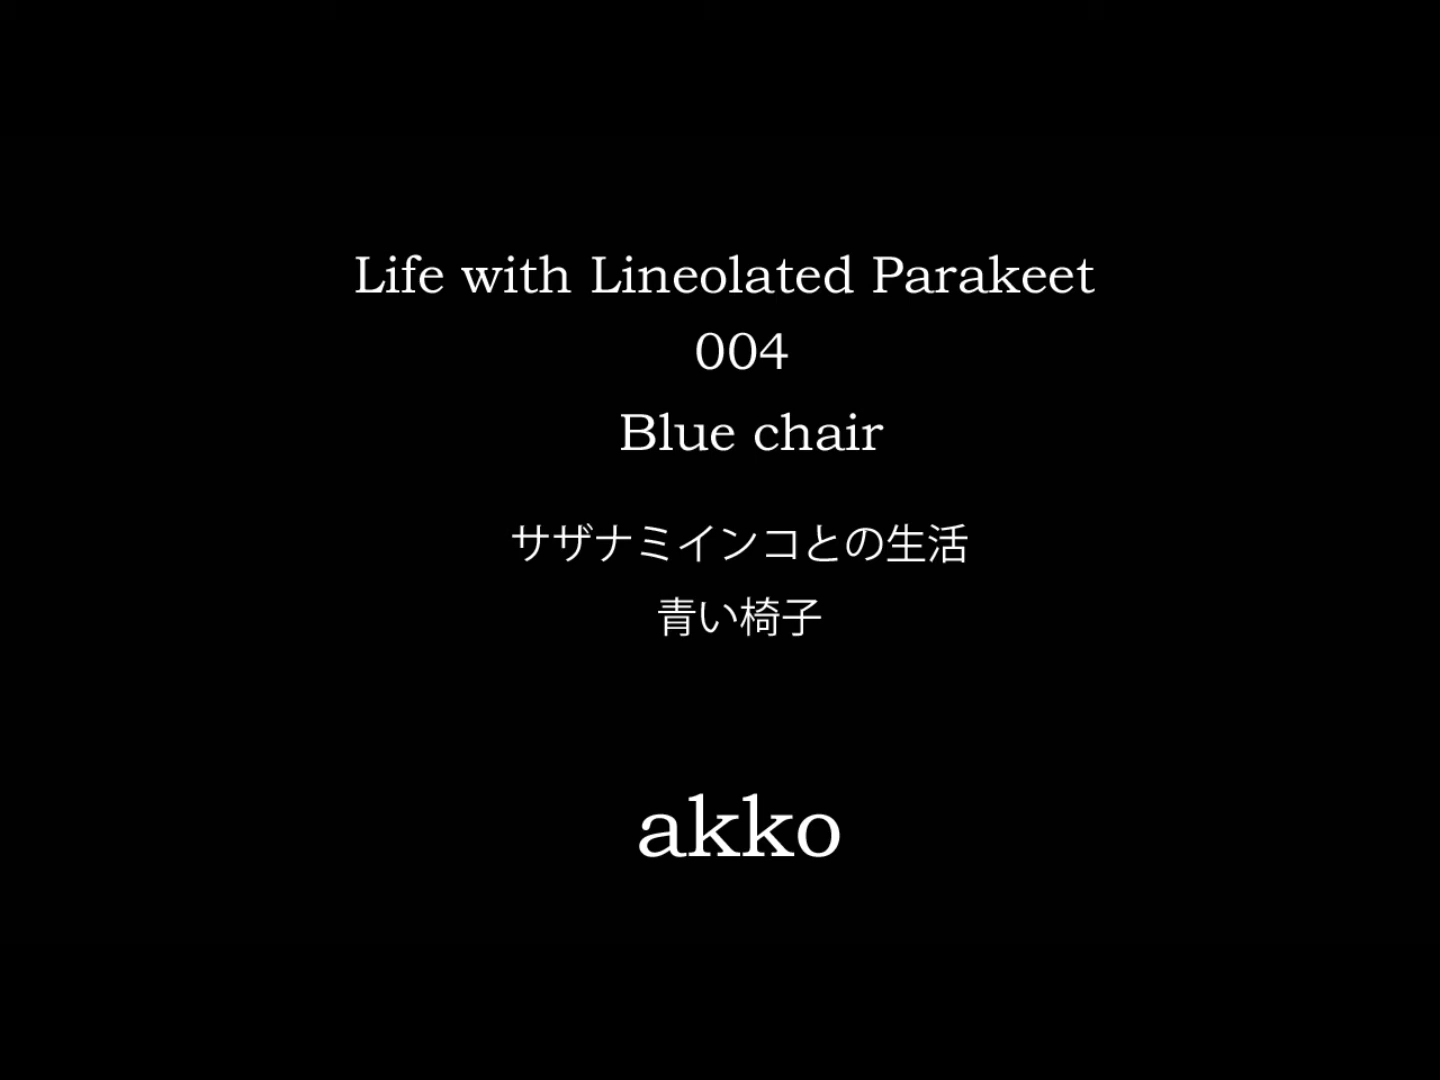 Life with Lineolated Parakeet
004
Blue chair
サザナミインコとの生活
青い椅子
akko